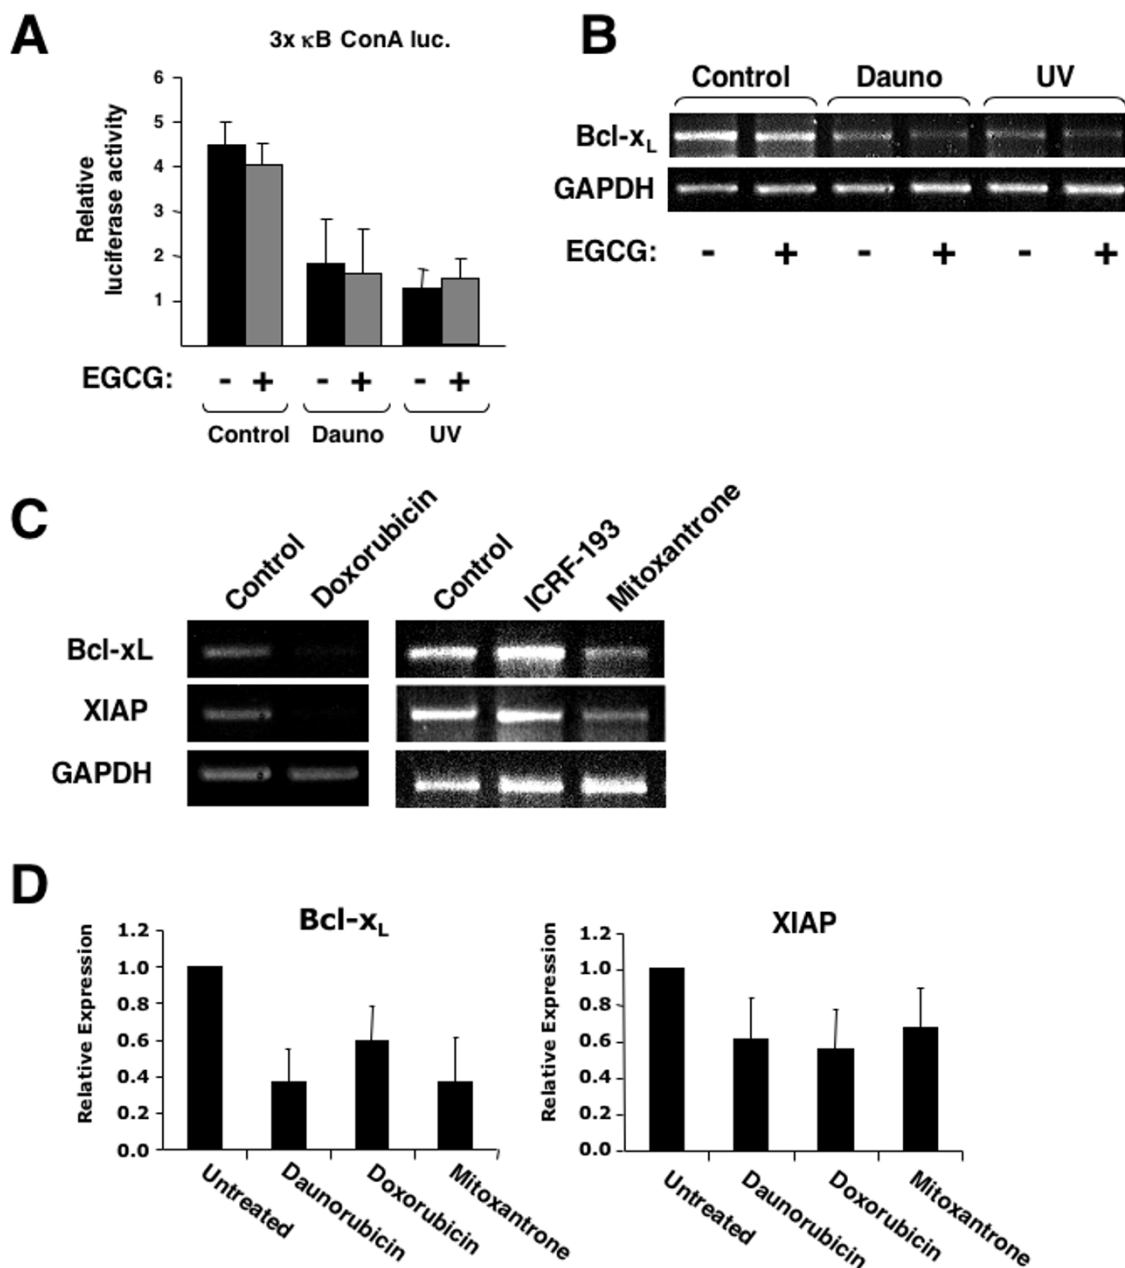 A
3x κB ConA luc.
Relative
luciferase activity
6
5
4
3
2
1
EGCG: - + - + - +
Control Dauno UV
B
Control Dauno UV
Bcl-xL
GAPDH
EGCG: - + - + - +
C
Control Doxorubicin Control ICRF-193 Mitoxantrone
Bcl-xL
XIAP
GAPDH
D
Bcl-xL
Relative Expression
1.2
1.0
0.8
0.6
0.4
0.2
0.0
Untreated Daunorubicin Doxorubicin Mitoxantrone
XIAP
Relative Expression
1.2
1.0
0.8
0.6
0.4
0.2
0.0
Untreated Daunorubicin Doxorubicin Mitoxantrone